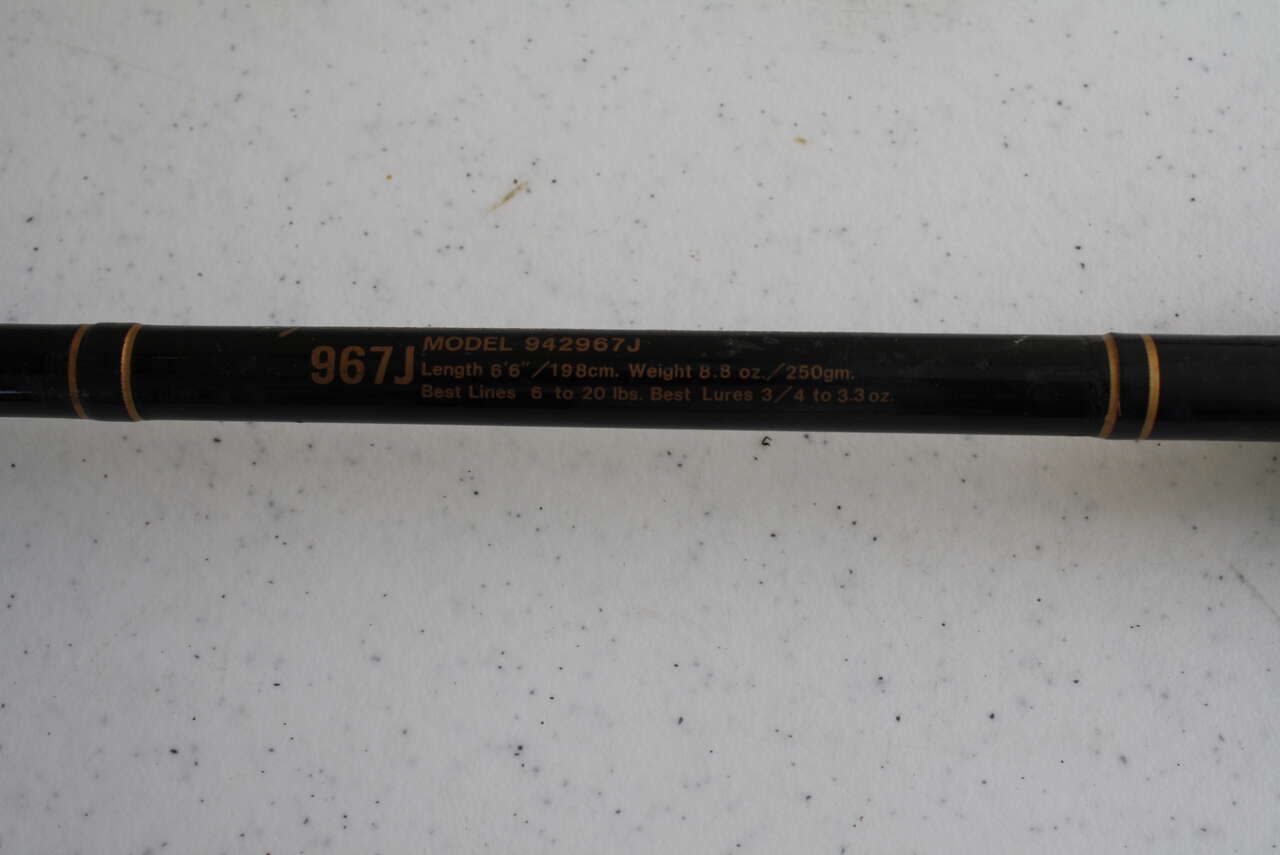 967J
MODEL 942967J
Length 6'6"/198cm. Weight 8.8 oz./250gm.
Best Lines 6 to 20 lbs. Best Lures 3/4 to 3.3 oz.